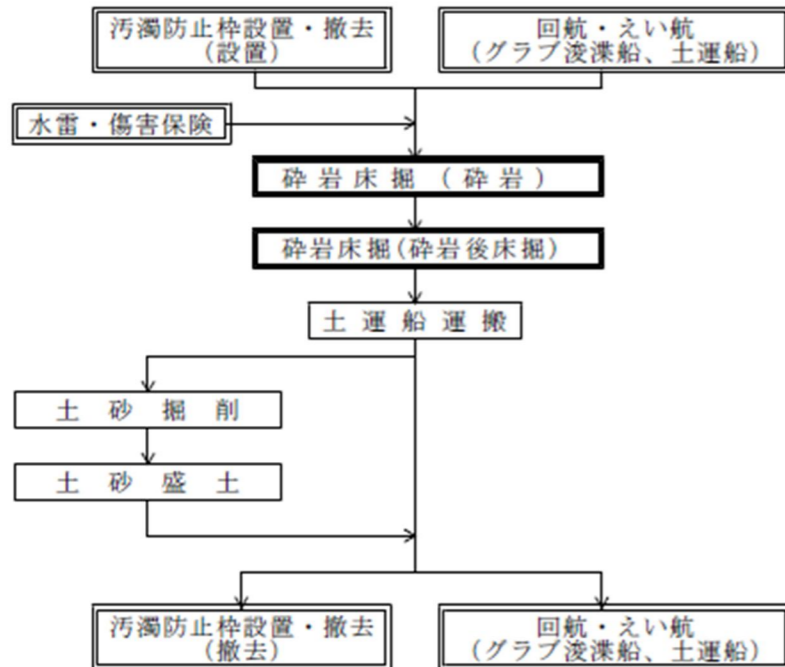 汚濁防止枠設置・撤去
(設置)
回航・えい航
(グラブ浚渫船、土運船)
水雷・傷害保険
砕岩床掘(砕岩)
砕岩床掘(砕岩後床掘)
土運船運搬
土砂掘削
土砂盛土
汚濁防止枠設置・撤去
(撤去)
回航・えい航
(グラブ浚渫船、土運船)